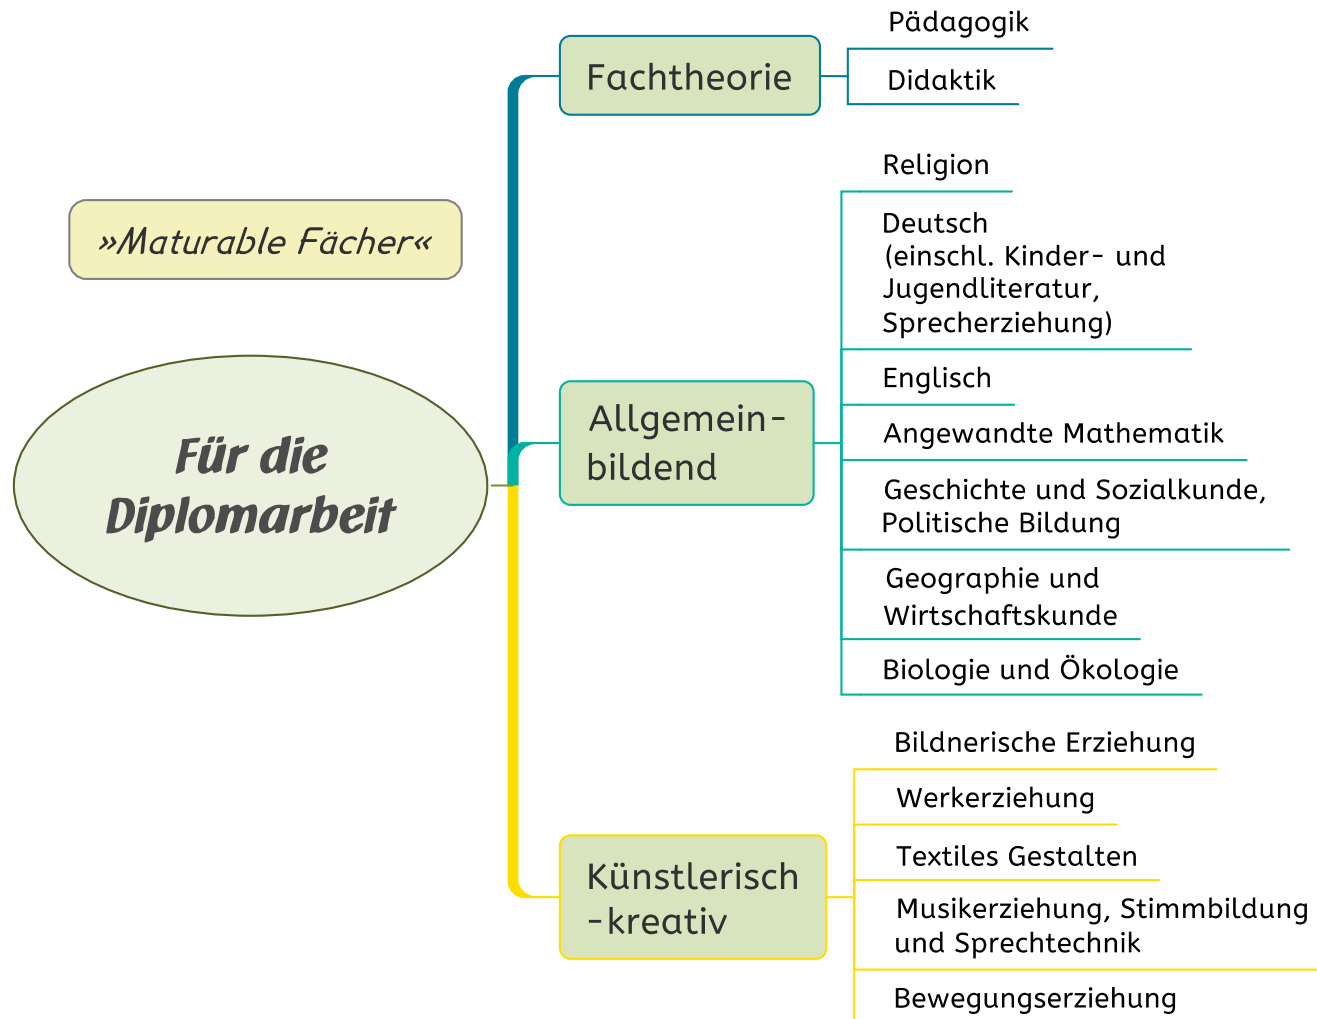 »Maturable Fächer«
Für die
Diplomarbeit
Fachtheorie
Pädagogik
Didaktik
Allgemein-
bildend
Religion
Deutsch
(einschl. Kinder- und
Jugendliteratur,
Sprecherziehung)
Englisch
Angewandte Mathematik
Geschichte und Sozialkunde,
Politische Bildung
Geographie und
Wirtschaftskunde
Biologie und Ökologie
Künstlerisch
-kreativ
Bildnerische Erziehung
Werkerziehung
Textiles Gestalten
Musikerziehung, Stimmbildung
und Sprechtechnik
Bewegungserziehung